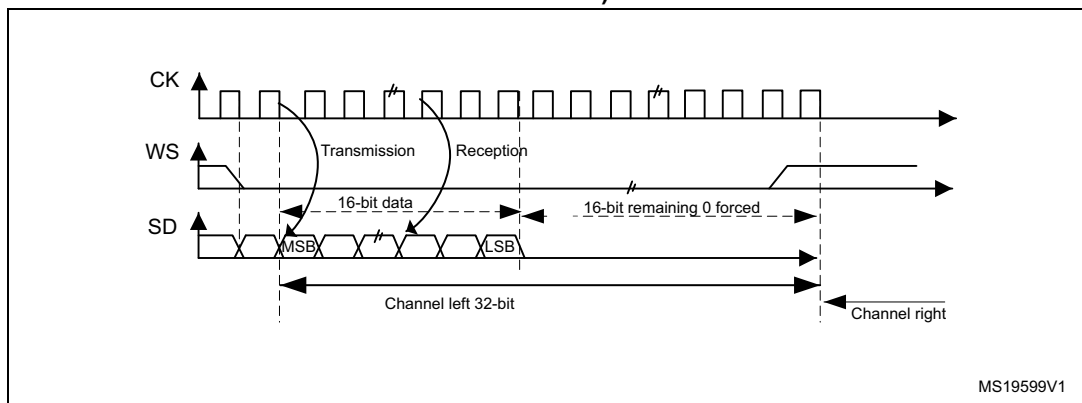 CK
Transmission
Reception
WS
16-bit data
16-bit remaining 0 forced
SD
MSB
LSB
Channel left 32-bit
Channel right
MS19599V1